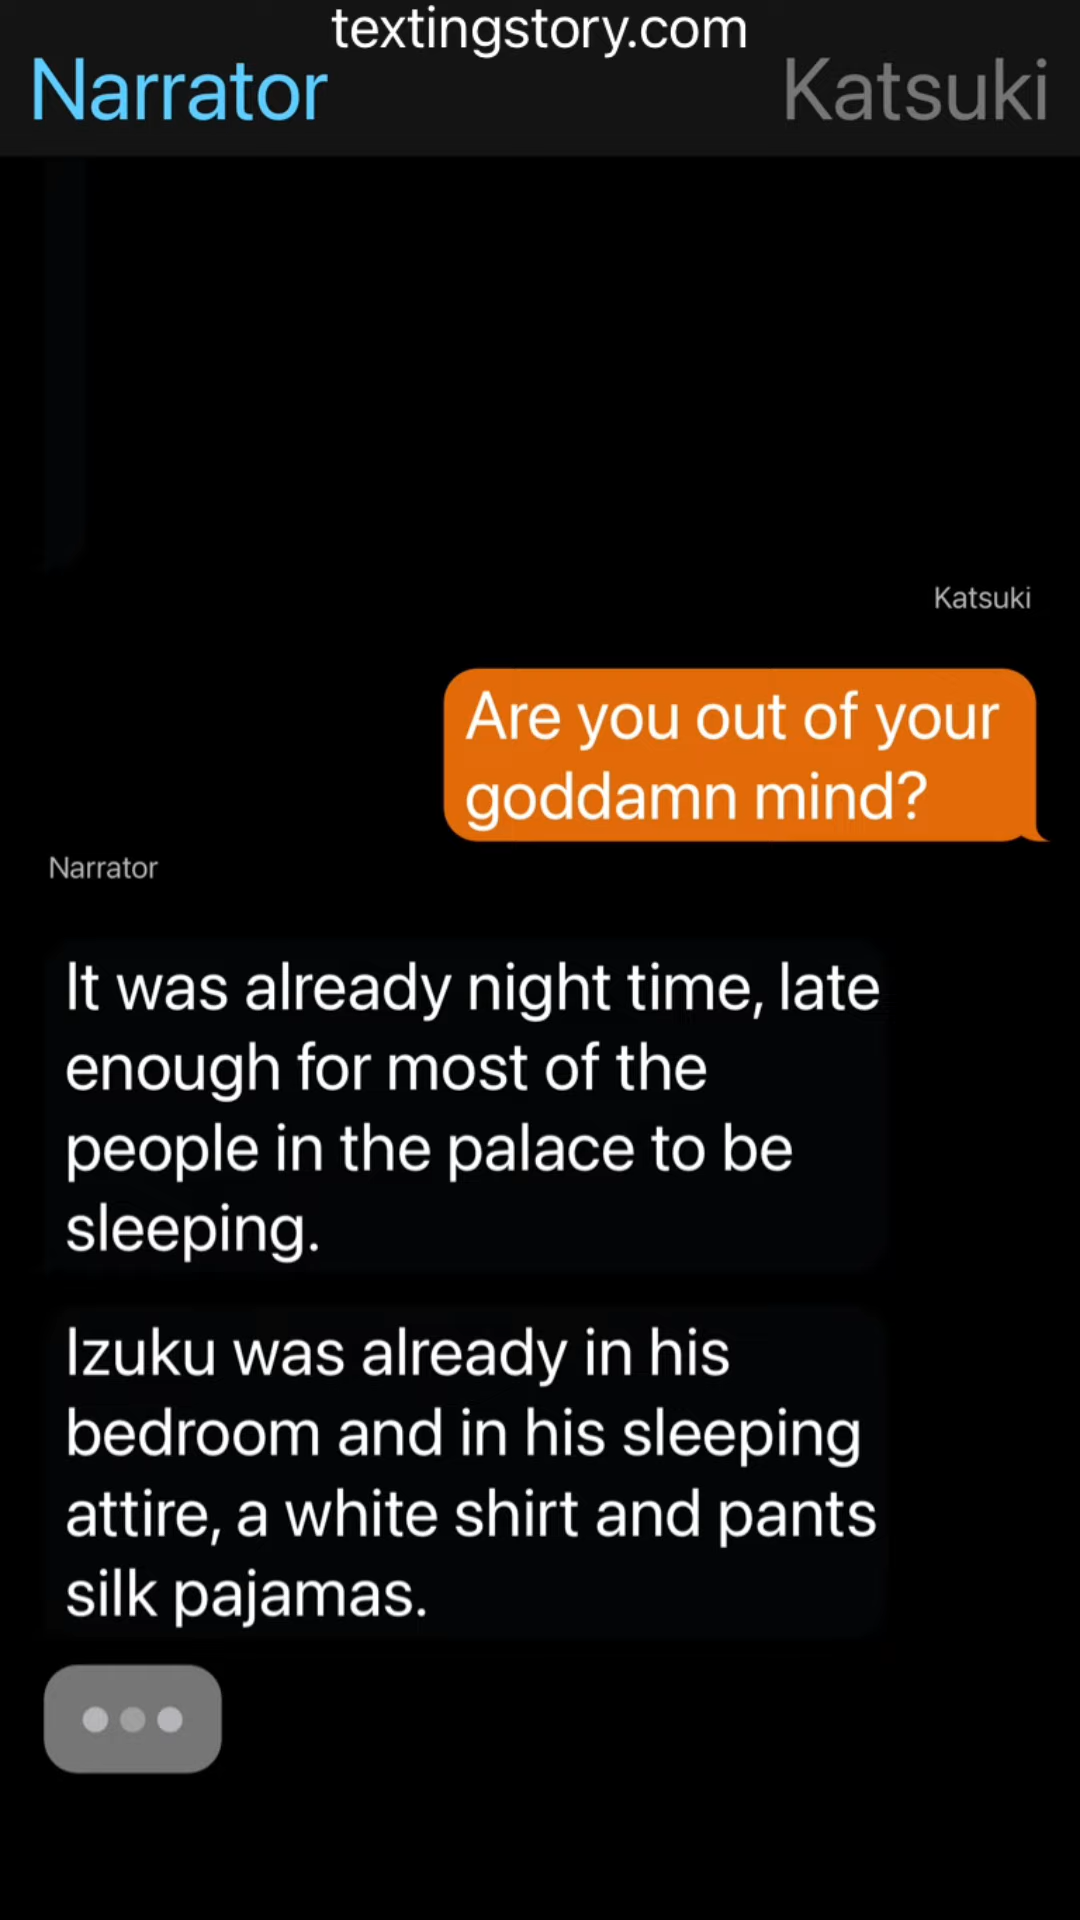 textingstory.com
Narrator
Katsuki
Katsuki
Are you out of your
goddamn mind?
Narrator
It was already night time, late
enough for most of the
people in the palace to be
sleeping.
Izuku was already in his
bedroom and in his sleeping
attire, a white shirt and pants
silk pajamas.